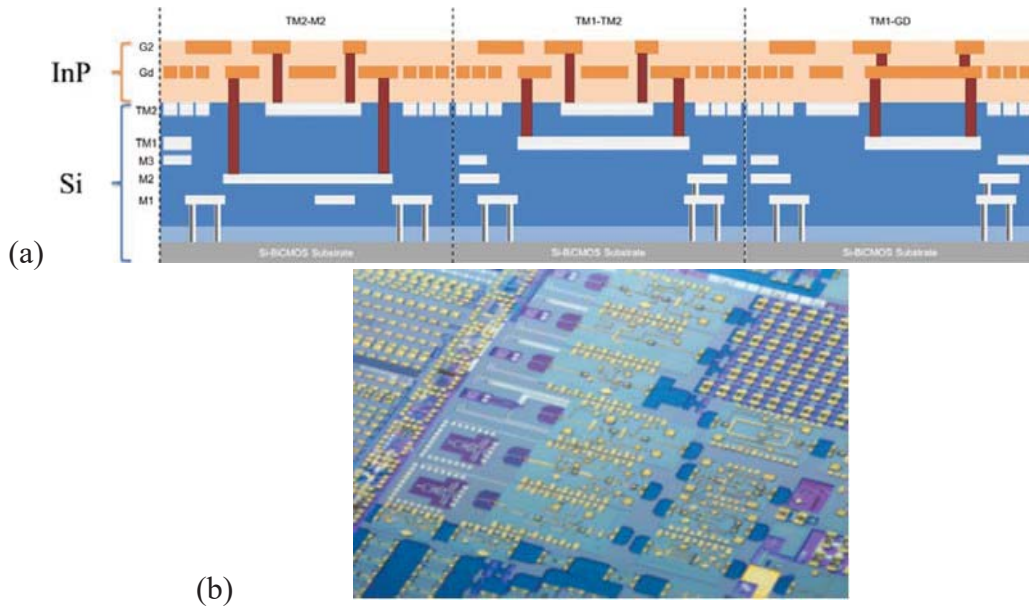 TM2-M2 TM1-TM2 TM1-GD
G2
InP
Gd
TM2
TM1
M3
Si
M2
M1
Si-BiCMOS Substrate Si-BiCMOS Substrate Si-BiCMOS Substrate
(a)
(b)